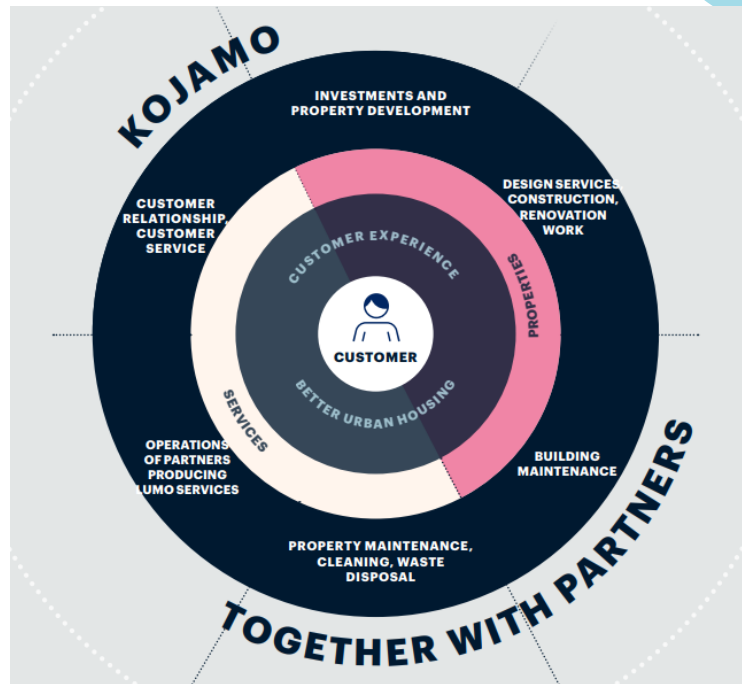 KOJAMO
INVESTMENTS AND
PROPERTY DEVELOPMENT
CUSTOMER
RELATIONSHIP,
CUSTOMER
SERVICE
DESIGN SERVICES,
CONSTRUCTION,
RENOVATION
WORK
CUSTOMER EXPERIENCE
PROPERTIES
CUSTOMER
BETTER URBAN HOUSING
SERVICES
OPERATIONS
OF PARTNERS
PRODUCING
LUMO SERVICES
BUILDING
MAINTENANCE
PROPERTY MAINTENANCE,
CLEANING, WASTE
DISPOSAL
TOGETHER WITH PARTNERS